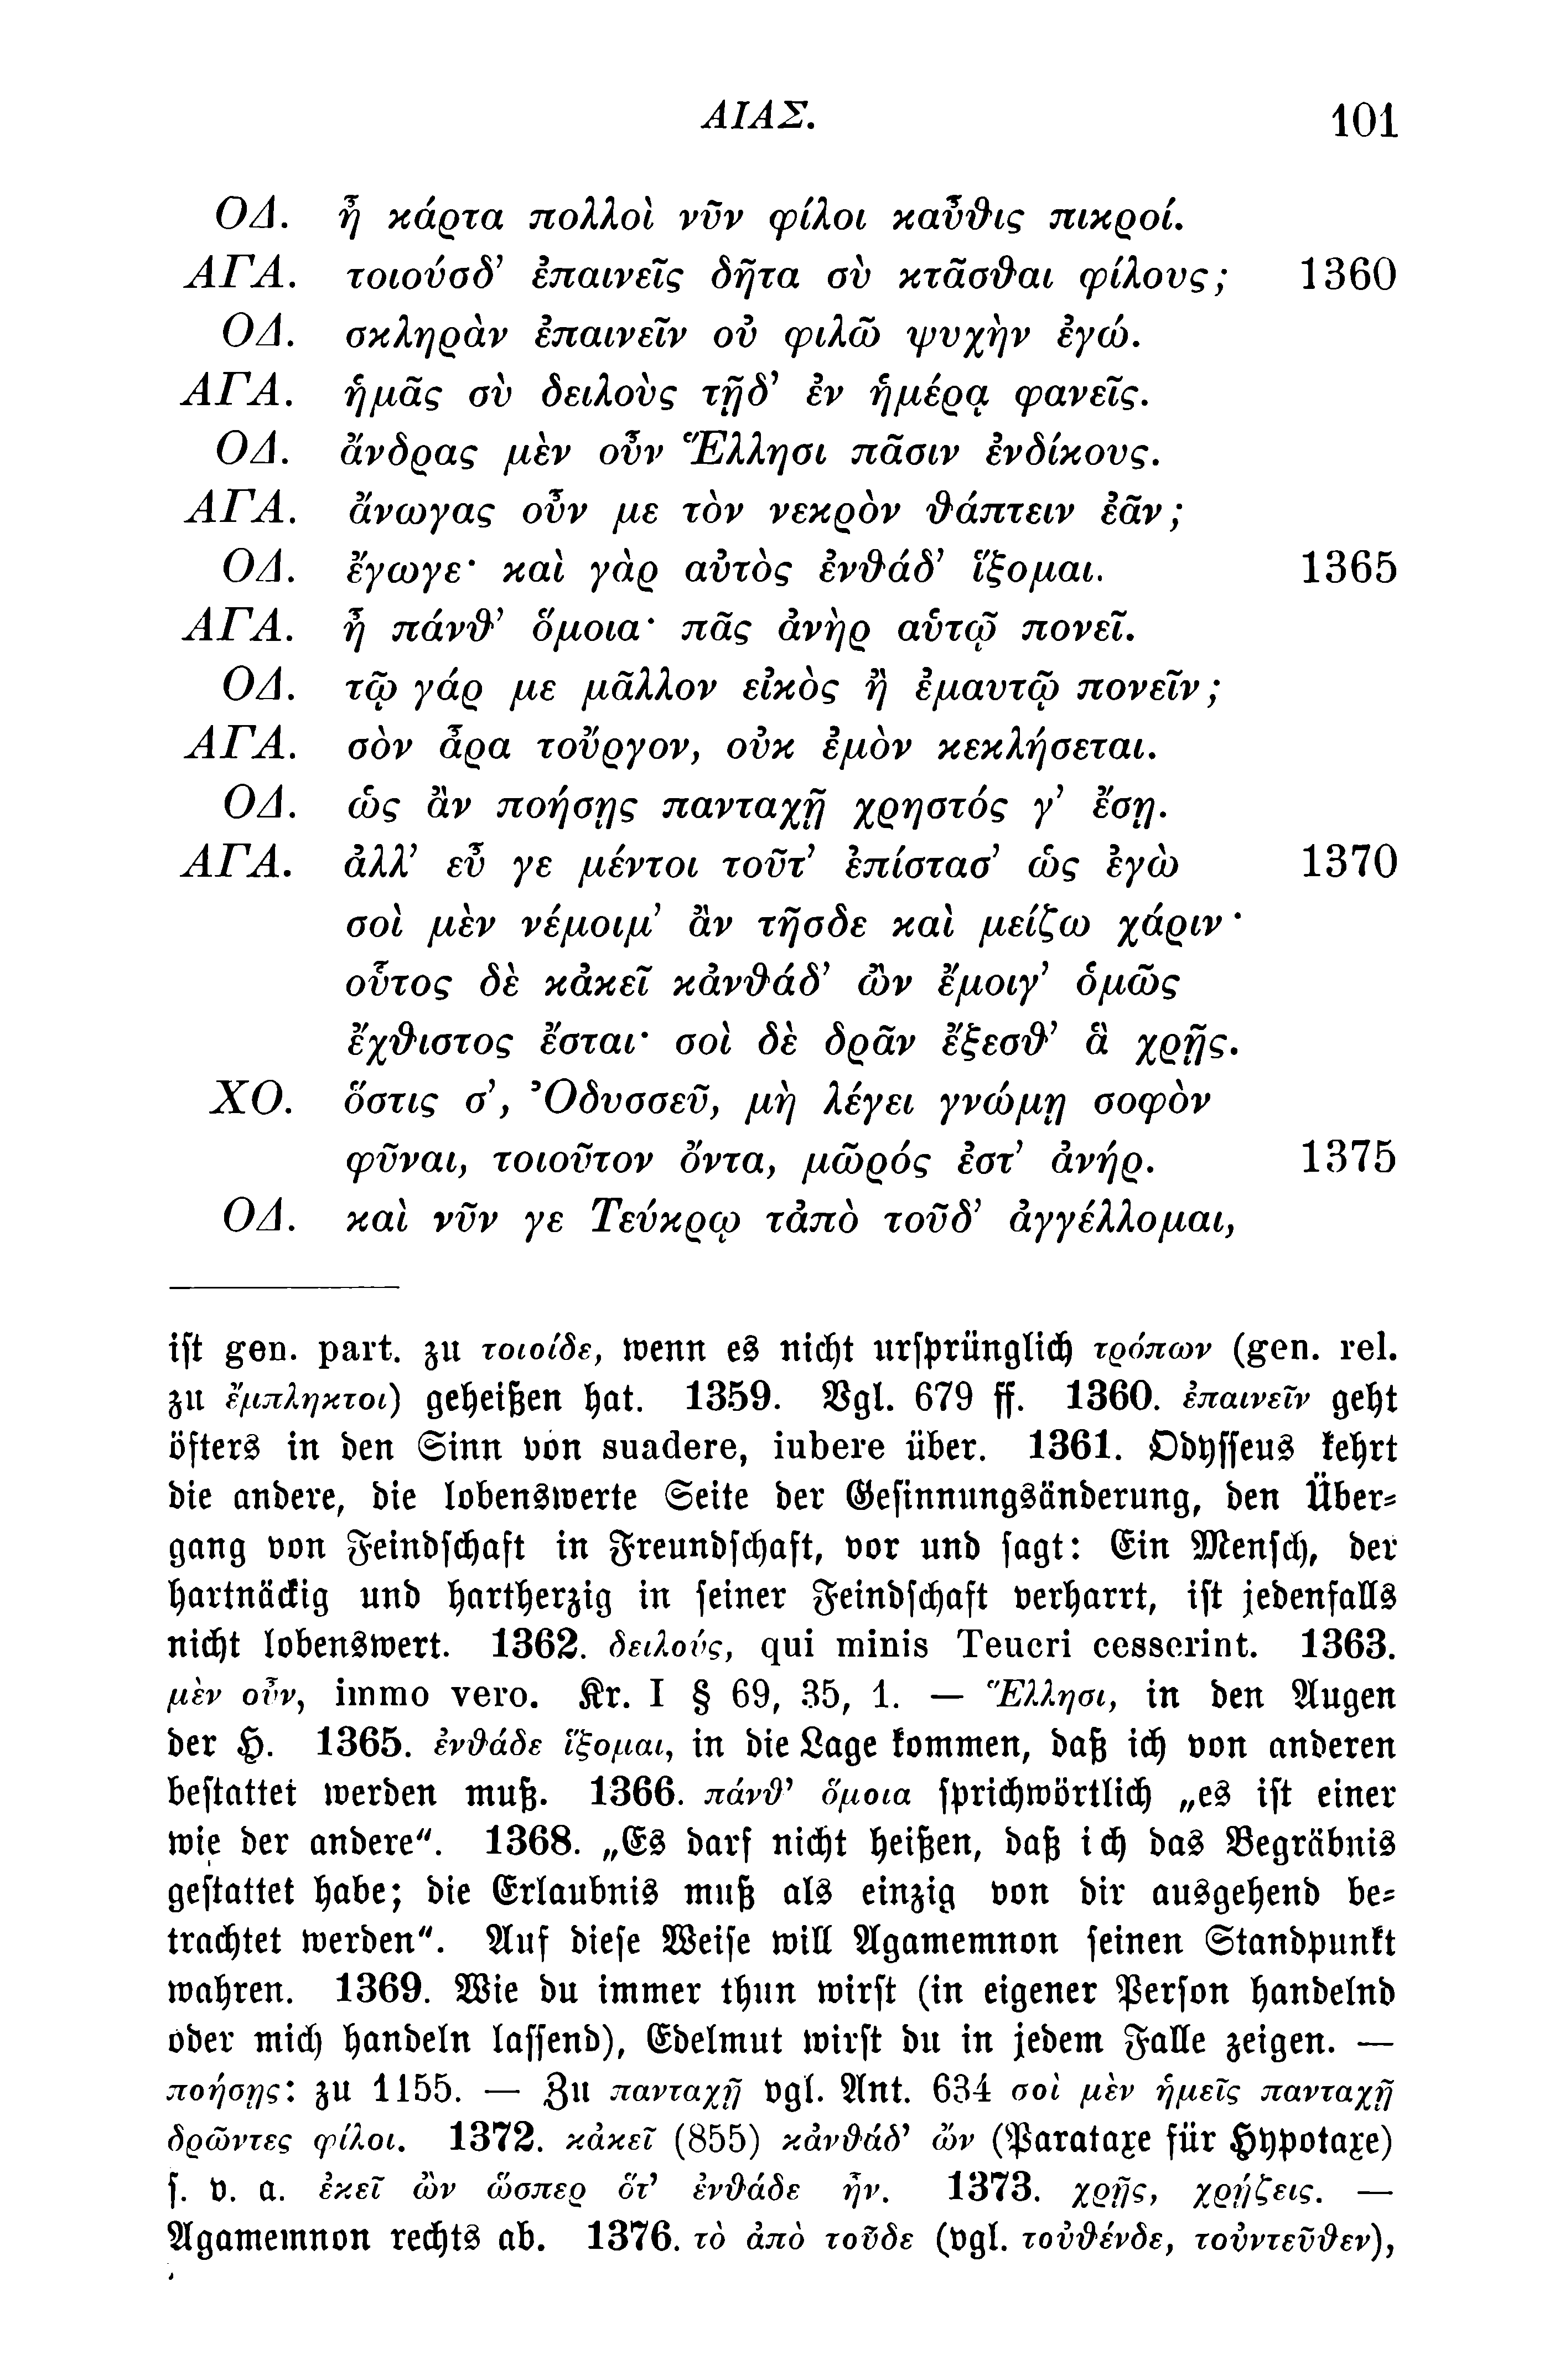 ΑΙΑΣ. 101
ΟΔ. ἦ κάρτα πολλοὶ νῦν φίλοι καὖθις πικροί.
ΑΓΑ. τοιούσδ’ ἐπαινεῖς δῆτα σὺ κτᾶσθαι φίλους; 1360
ΟΔ. σκληρὰν ἐπαινεῖν οὐ φιλῶ ψυχὴν ἐγώ.
ΑΓΑ. ἡμᾶς σὺ δειλοὺς τῇδ’ ἐν ἡμέρᾳ φανεῖς.
ΟΔ. ἄνδρας μὲν οὖν Ἕλλησι πᾶσιν ἐνδίκους.
ΑΓΑ. ἄνωγας οὖν με τὸν νεκρὸν θάπτειν ἐᾶν;
ΟΔ. ἔγωγε· καὶ γὰρ αὐτὸς ἐνθάδ’ ἵξομαι. 1365
ΑΓΑ. ἦ πάνθ’ ὅμοια· πᾶς ἀνὴρ αὑτῷ πονεῖ.
ΟΔ. τῷ γάρ με μᾶλλον εἰκὸς ἢ ἐμαυτῷ πονεῖν;
ΑΓΑ. σὸν ἆρα τοὔργον, οὐκ ἐμὸν κεκλήσεται.
ΟΔ. ὡς ἂν ποήσῃς πανταχῇ χρηστός γ’ ἔσῃ.
ΑΓΑ. ἀλλ’ εὖ γε μέντοι τοῦτ’ ἐπίστασ’ ὡς ἐγὼ 1370
σοὶ μὲν νέμοιμ’ ἂν τῆσδε καὶ μείζω χάριν·
οὗτος δὲ κἀκεῖ κἀνθάδ’ ὢν ἔμοιγ’ ὁμῶς
ἔχθιστος ἔσται· σοὶ δὲ δρᾶν ἔξεσθ’ ἃ χρῇς.
ΧΟ. ὅστις σ’, Ὀδυσσεῦ, μὴ λέγει γνώμῃ σοφὸν
φῦναι, τοιοῦτον ὄντα, μῶρός ἐστ’ ἀνήρ. 1375
ΟΔ. καὶ νῦν γε Τεύκρῳ τἀπὸ τοῦδ’ ἀγγέλλομαι,
ist gen. part. zu τοιοίδε, wenn es nicht ursprünglich τρόπων (gen. rel.
zu ἔμπληκτοι) geheißen hat. 1359. Vgl. 679 ff. 1360. ἐπαινεῖν geht
öfters in den Sinn von suadere, iubere über. 1361. Odysseus kehrt
die andere, die lobenswerte Seite der Gesinnungsänderung, den Über-
gang von Feindschaft in Freundschaft, vor und sagt: Ein Mensch, der
hartnäckig und hartherzig in seiner Feindschaft verharrt, ist jedenfalls
nicht lobenswert. 1362. δειλούς, qui minis Teucri cesserint. 1363.
μὲν οὖν, immo vero. Kr. I § 69, 35, 1. — Ἕλλησι, in den Augen
der H. 1365. ἐνθάδε ἵξομαι, in die Lage kommen, daß ich von anderen
bestattet werden muß. 1366. πάνθ’ ὅμοια sprichwörtlich „es ist einer
wie der andere“. 1368. „Es darf nicht heißen, daß ich das Begräbnis
gestattet habe; die Erlaubnis muß als einzig von dir ausgehend be-
trachtet werden“. Auf diese Weise will Agamemnon seinen Standpunkt
wahren. 1369. Wie du immer thun wirst (in eigener Person handelnd
oder mich handeln lassend), Edelmut wirst du in jedem Falle zeigen. —
ποήσῃς: zu 1155. — Zu πανταχῇ vgl. Ant. 634 σοὶ μὲν ἡμεῖς πανταχῇ
δρῶντες φίλοι. 1372. κἀκεῖ (855) κἀνθάδ’ ὤν (Parataxe für Hypotaxe)
s. v. a. ἐκεῖ ὢν ὥσπερ ὅτ’ ἐνθάδε ἦν. 1373. χρῇς, χρῄζεις. —
Agamemnon rechts ab. 1376. τὸ ἀπὸ τοῦδε (vgl. τοὐθένδε, τοὐντεῦθεν),